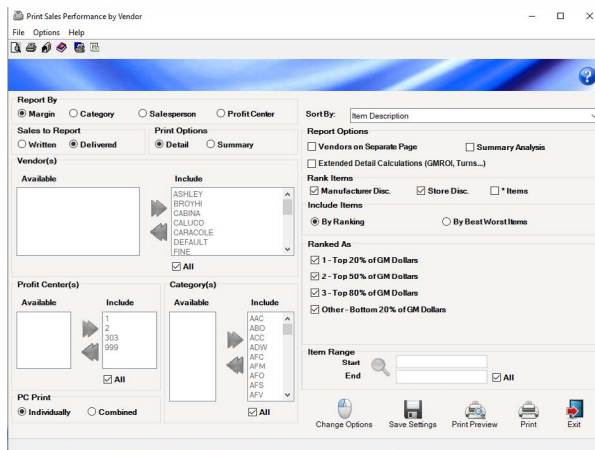 Print Sales Performance by Vendor
File Options Help
Report By
Margin Category Salesperson Profit Center
Sort By: Item Description
Sales to Report
Written Delivered
Print Options
Detail Summary
Report Options
Vendors on Separate Page Summary Analysis
Extended Detail Calculations (GMROI, Turns...)
Vendor(s)
Available Include
ASHLEY
BROYHI
CABINA
CALUCO
CARACOLE
DEFAULT
FINE
All
Rank Items
Manufacturer Disc. Store Disc. * Items
Include Items
By Ranking By Best Worst Items
Ranked As
1 - Top 20% of GM Dollars
2 - Top 50% of GM Dollars
3 - Top 80% of GM Dollars
Other - Bottom 20% of GM Dollars
Profit Center(s)
Available Include
1
2
303
999
All
Category(s)
Available Include
AAC
ABO
ACC
ADW
AFC
AFM
AFO
AFS
AFV
All
PC Print
Individually Combined
Item Range
Start
End
All
Change Options Save Settings Print Preview Print Exit